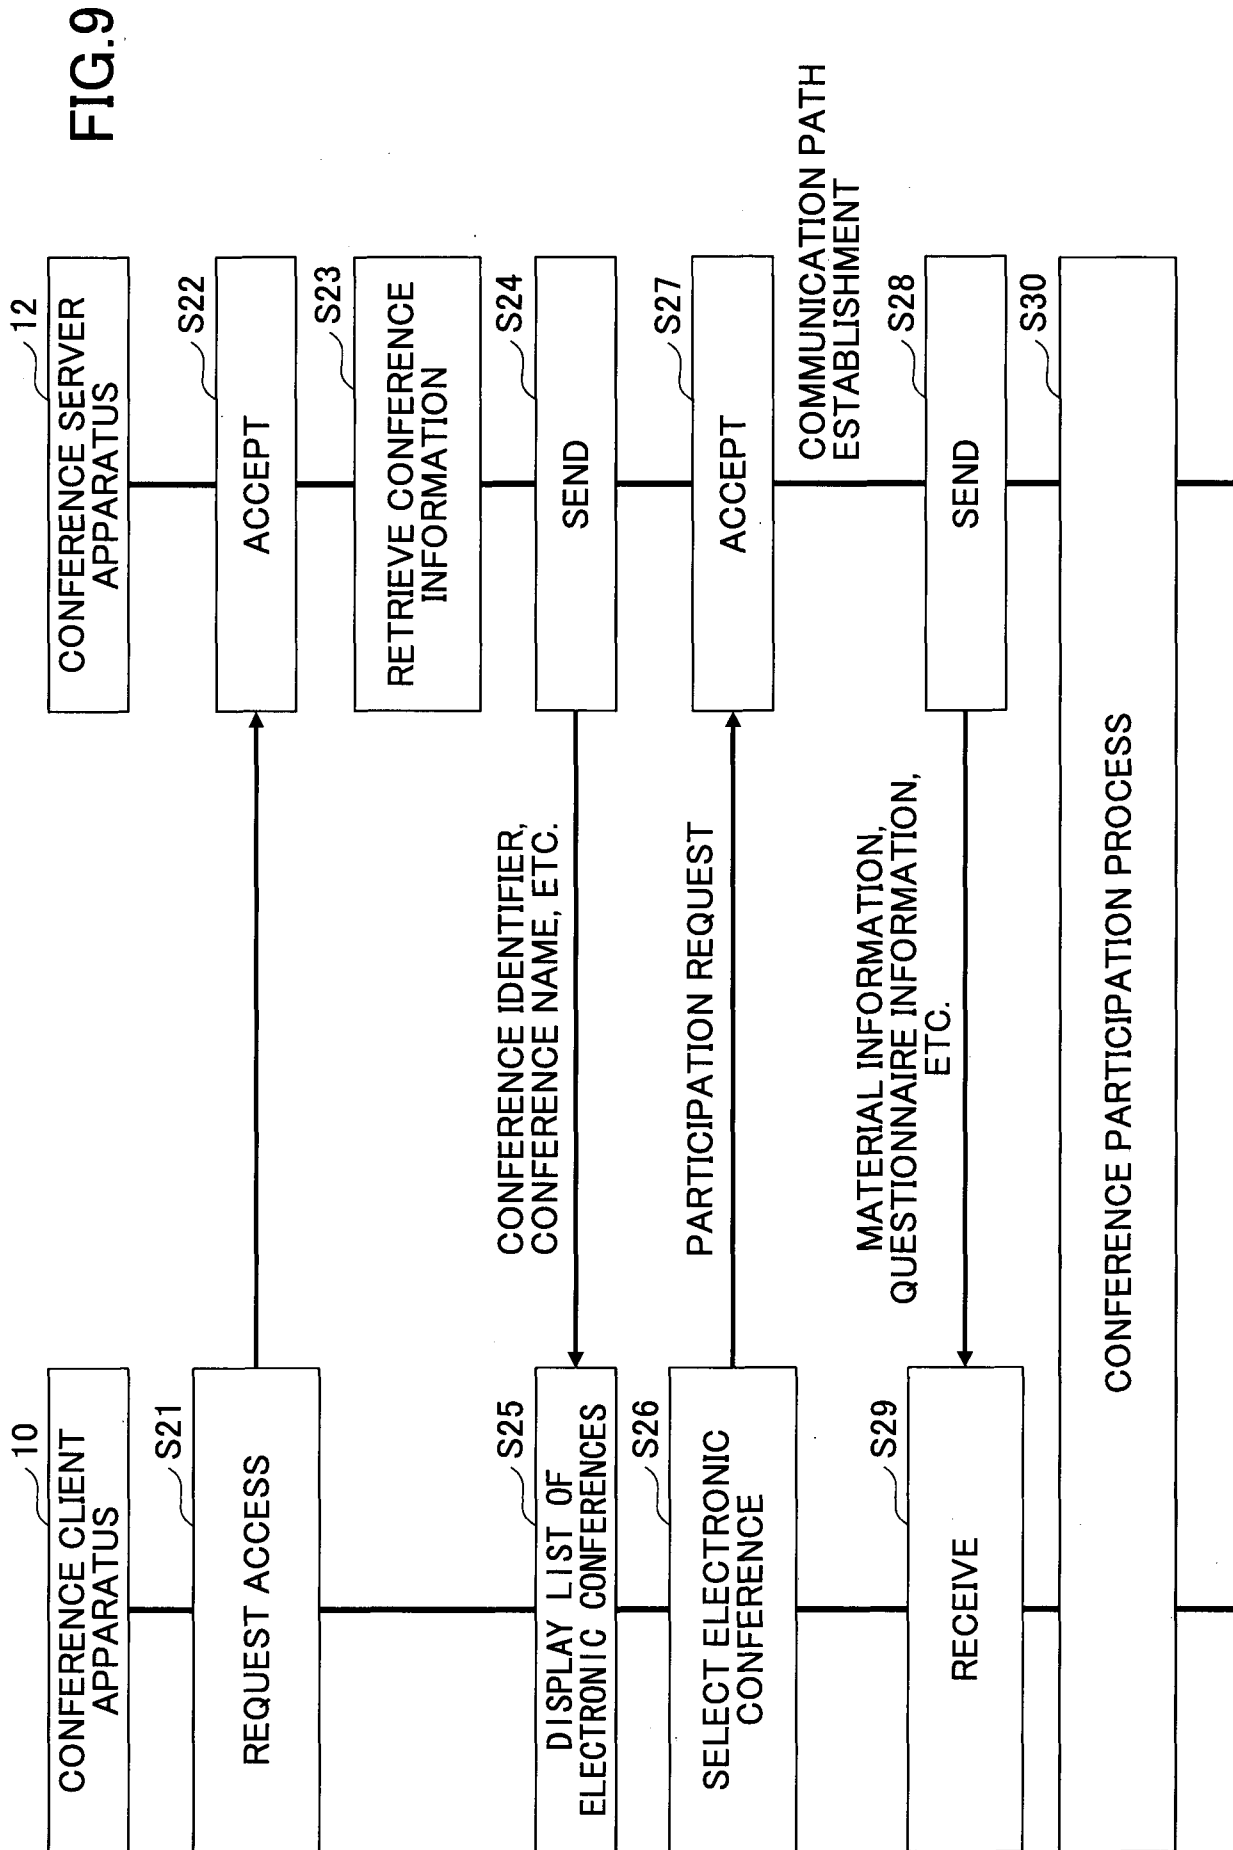 FIG.9
10
CONFERENCE CLIENT
APPARATUS
12
CONFERENCE SERVER
APPARATUS
S21
REQUEST ACCESS
S22
ACCEPT
S23
RETRIEVE CONFERENCE
INFORMATION
S24
SEND
CONFERENCE IDENTIFIER,
CONFERENCE NAME, ETC.
S25
DISPLAY LIST OF
ELECTRONIC CONFERENCES
S26
SELECT ELECTRONIC
CONFERENCE
PARTICIPATION REQUEST
S27
ACCEPT
COMMUNICATION PATH
ESTABLISHMENT
S28
SEND
MATERIAL INFORMATION,
QUESTIONNAIRE INFORMATION,
ETC.
S29
RECEIVE
S30
CONFERENCE PARTICIPATION PROCESS